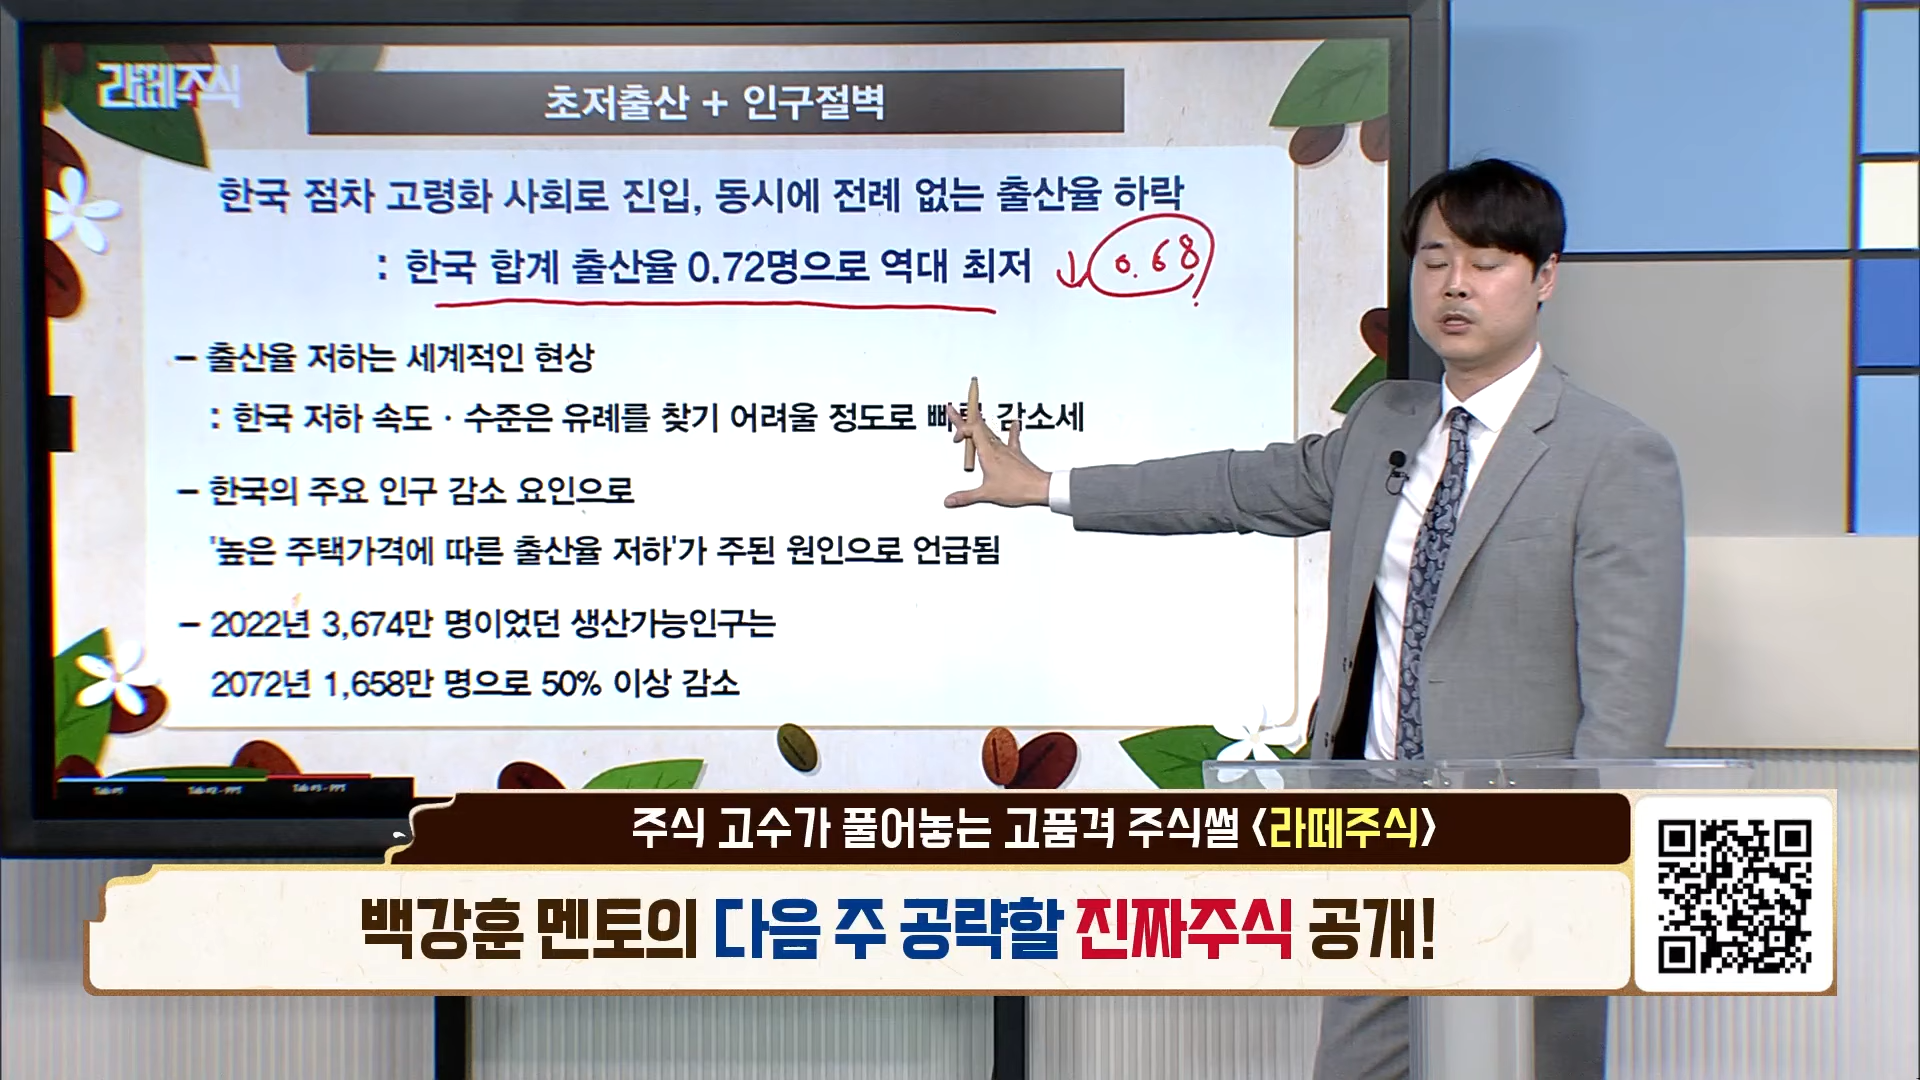 라떼주식
초저출산 + 인구절벽
한국 점차 고령화 사회로 진입, 동시에 전례 없는 출산율 하락
: 한국 합계 출산율 0.72명으로 역대 최저 ↓ 0.68
- 출산율 저하는 세계적인 현상
: 한국 저하 속도 · 수준은 유례를 찾기 어려울 정도로 감소세
- 한국의 주요 인구 감소 요인으로
'높은 주택가격에 따른 출산율 저하'가 주된 원인으로 언급됨
- 2022년 3,674만 명이었던 생산가능인구는
2072년 1,658만 명으로 50% 이상 감소
주식 고수가 풀어놓는 고품격 주식썰 <라떼주식>
백강훈 멘토의 다음 주 공략할 진짜주식 공개!